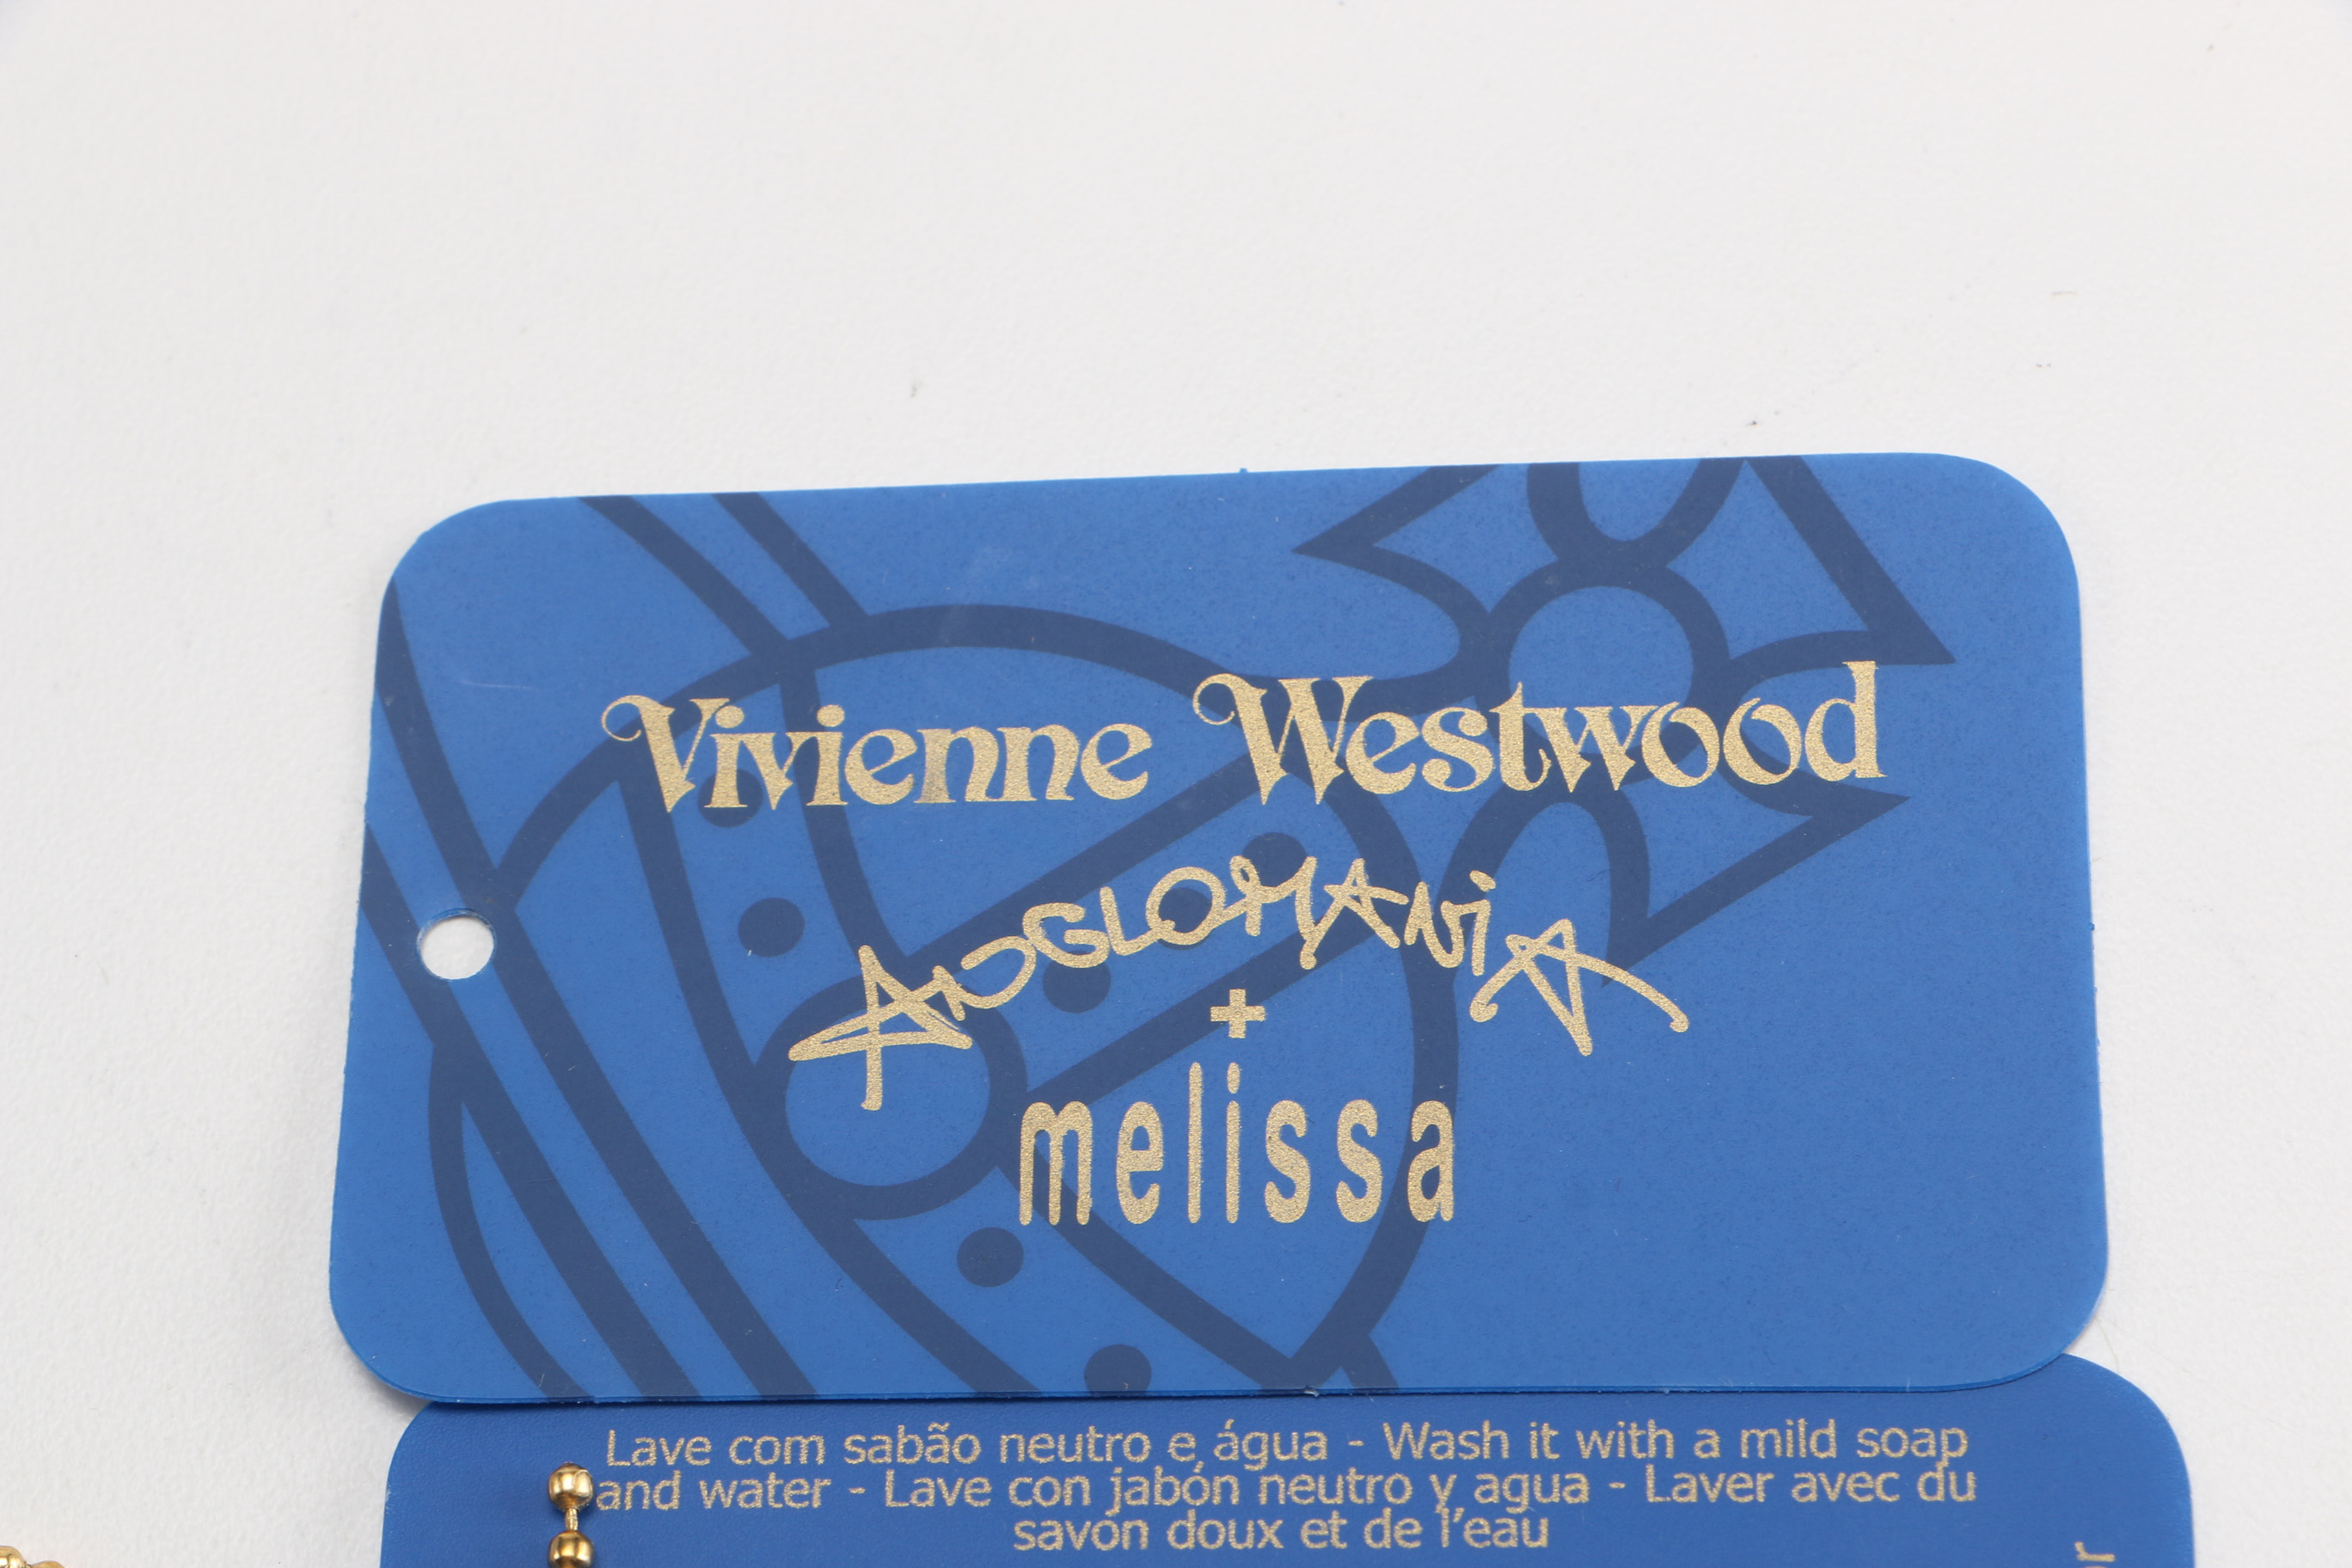 Vivienne Westwood
ANGLOMANiA
+
melissa
Lave com sabão neutro e água - Wash it with a mild soap
and water - Lave con jabón neutro y agua - Laver avec du
savon doux et de l'eau